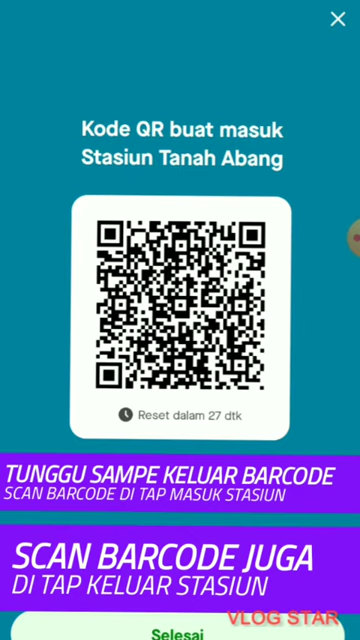 Kode QR buat masuk
Stasiun Tanah Abang
Reset dalam 27 dtk
TUNGGU SAMPE KELUAR BARCODE
SCAN BARCODE DI TAP MASUK STASIUN
SCAN BARCODE JUGA
DI TAP KELUAR STASIUN
VLOG STAR
Selesai